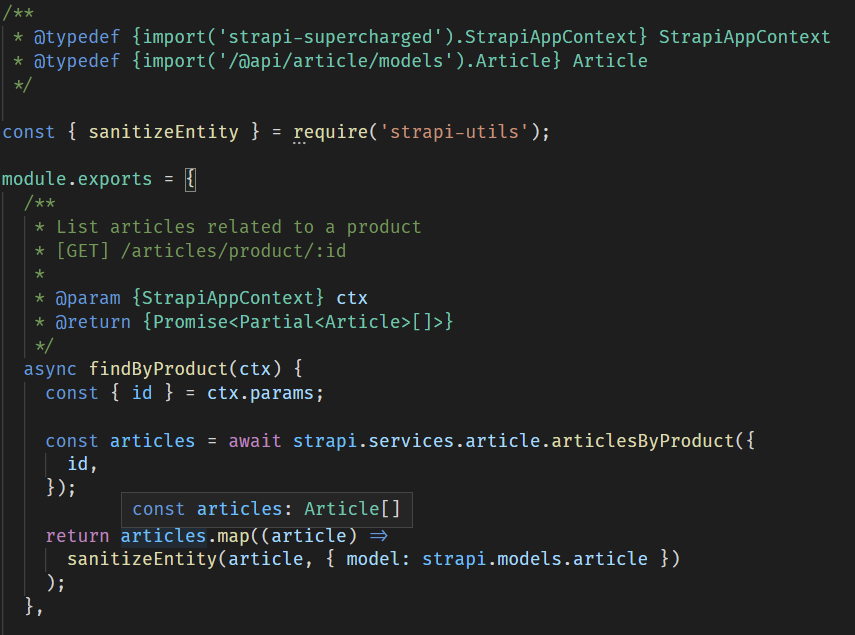 /**
 * @typedef {import('strapi-supercharged').StrapiAppContext} StrapiAppContext
 * @typedef {import('/@api/article/models').Article} Article
 */
const { sanitizeEntity } = require('strapi-utils');
module.exports = {
  /**
   * List articles related to a product
   * [GET] /articles/product/:id
   *
   * @param {StrapiAppContext} ctx
   * @return {Promise<Partial<Article>[]>}
   */
  async findByProduct(ctx) {
    const { id } = ctx.params;
    const articles = await strapi.services.article.articlesByProduct({
      id,
    });
const articles: Article[]
    return articles.map((article) =>
      sanitizeEntity(article, { model: strapi.models.article })
    );
  },